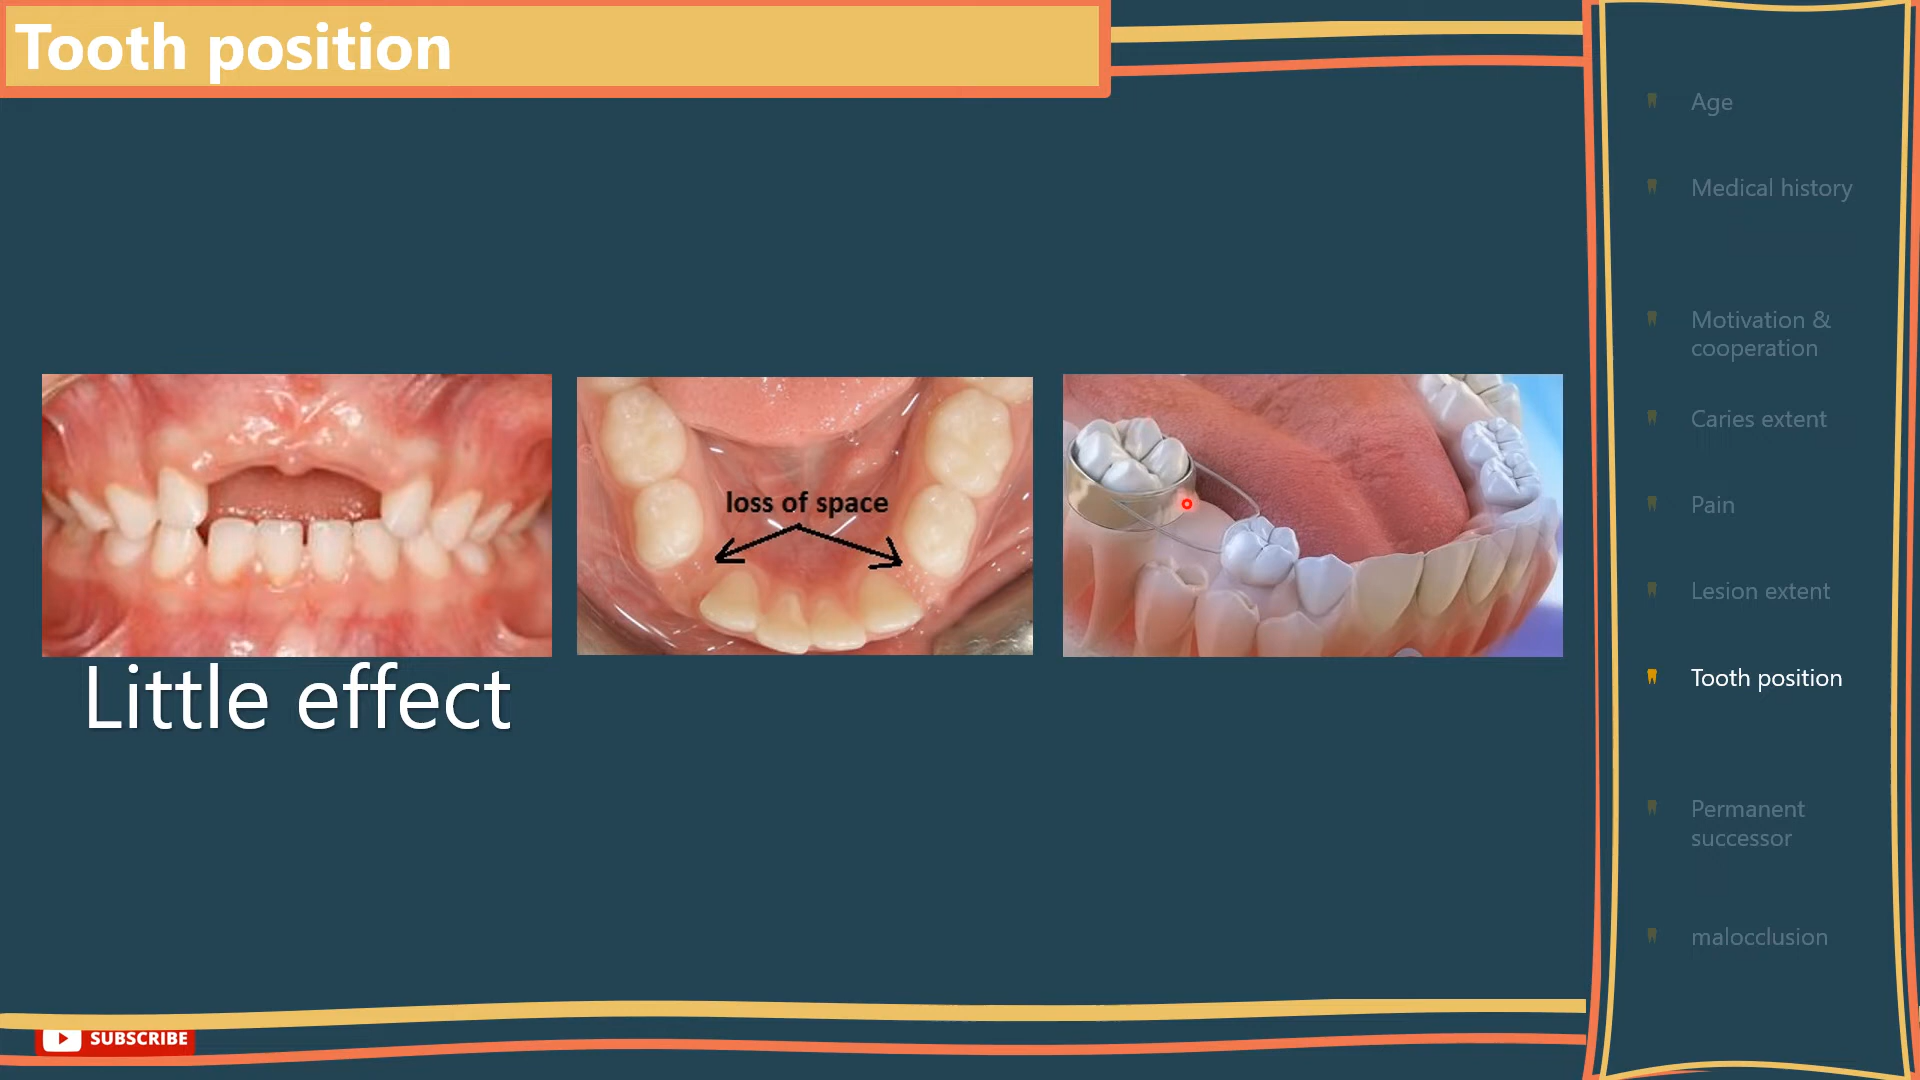 Tooth position
loss of space
Little effect
Age
Medical history
Motivation &
cooperation
Caries extent
Pain
Lesion extent
Tooth position
Permanent
successor
malocclusion
SUBSCRIBE